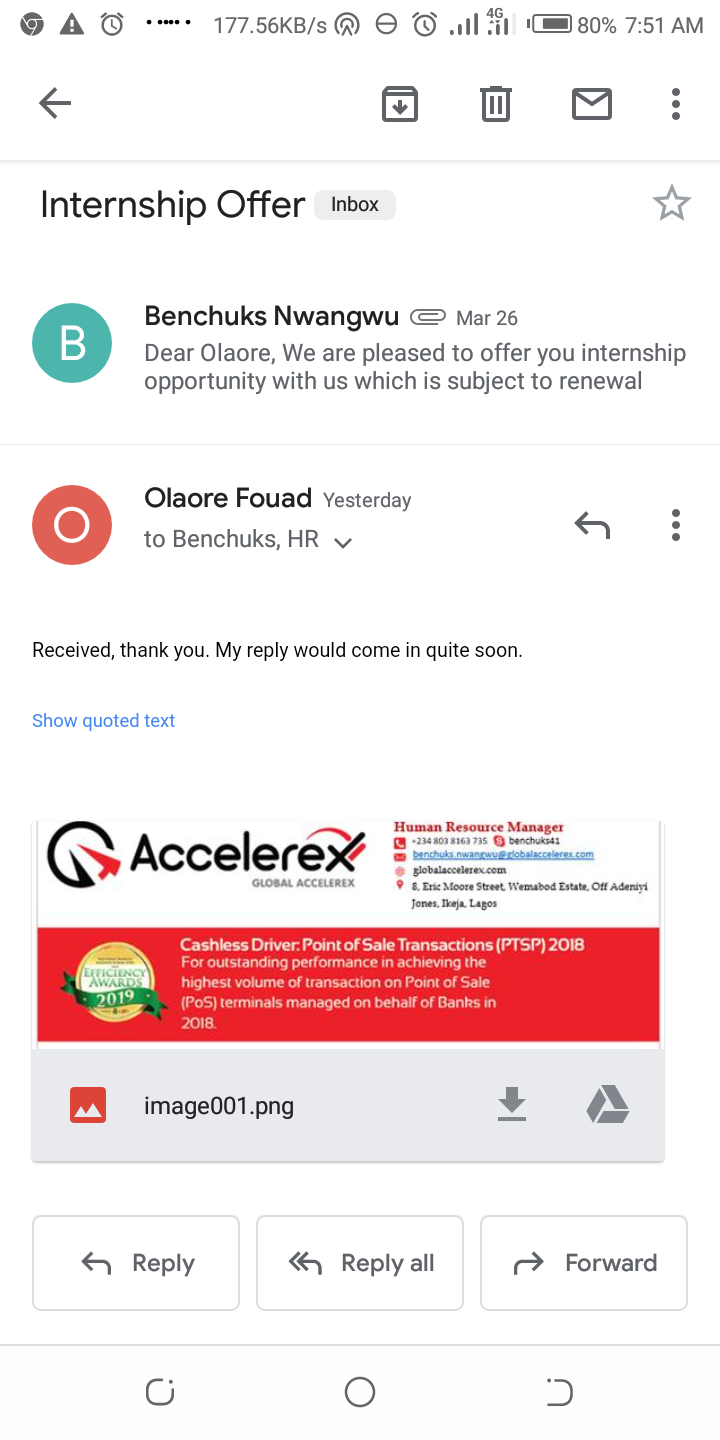 177.56KB/s 4G 80% 7:51 AM
Internship Offer Inbox
B
Benchuks Nwangwu Mar 26
Dear Olaore, We are pleased to offer you internship
opportunity with us which is subject to renewal
O
Olaore Fouad Yesterday
to Benchuks, HR
Received, thank you. My reply would come in quite soon.
Show quoted text
Accelerex
GLOBAL ACCELEREX
Human Resource Manager
+234 803 8163 735 benchuks41
benchuks.nwangwu@globalaccelerex.com
globalaccelerex.com
8, Eric Moore Street, Wemabod Estate, Off Adeniyi
Jones, Ikeja, Lagos
EFFICIENCY
AWARDS
2019
Cashless Driver: Point of Sale Transactions (PTSP) 2018
For outstanding performance in achieving the
highest volume of transaction on Point of Sale
(PoS) terminals managed on behalf of Banks in
2018.
image001.png
Reply Reply all Forward